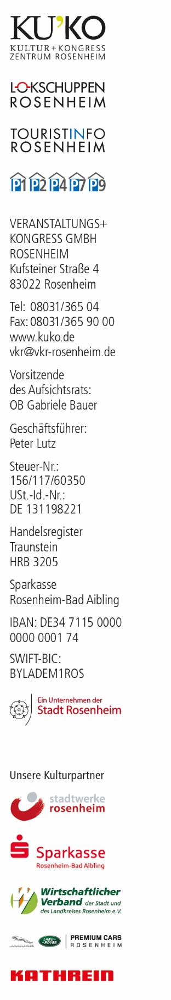 KU'KO
KULTUR+KONGRESS
ZENTRUM ROSENHEIM
LOKSCHUPPEN
ROSENHEIM
TOURISTINFO
ROSENHEIM
P1 P2 P4 P7 P9
VERANSTALTUNGS+
KONGRESS GMBH
ROSENHEIM
Kufsteiner Straße 4
83022 Rosenheim
Tel: 08031/365 04
Fax: 08031/365 90 00
www.kuko.de
vkr@vkr-rosenheim.de
Vorsitzende
des Aufsichtsrats:
OB Gabriele Bauer
Geschäftsführer:
Peter Lutz
Steuer-Nr.:
156/117/60350
USt.-Id.-Nr.:
DE 131198221
Handelsregister
Traunstein
HRB 3205
Sparkasse
Rosenheim-Bad Aibling
IBAN: DE34 7115 0000
0000 0001 74
SWIFT-BIC:
BYLADEM1ROS
Ein Unternehmen der
Stadt Rosenheim
Unsere Kulturpartner
stadtwerke
rosenheim
Sparkasse
Rosenheim-Bad Aibling
Wirtschaftlicher
Verband der Stadt und
des Landkreises Rosenheim e.V.
JAGUAR LAND-ROVER PREMIUM CARS
ROSENHEIM
KATHREIN